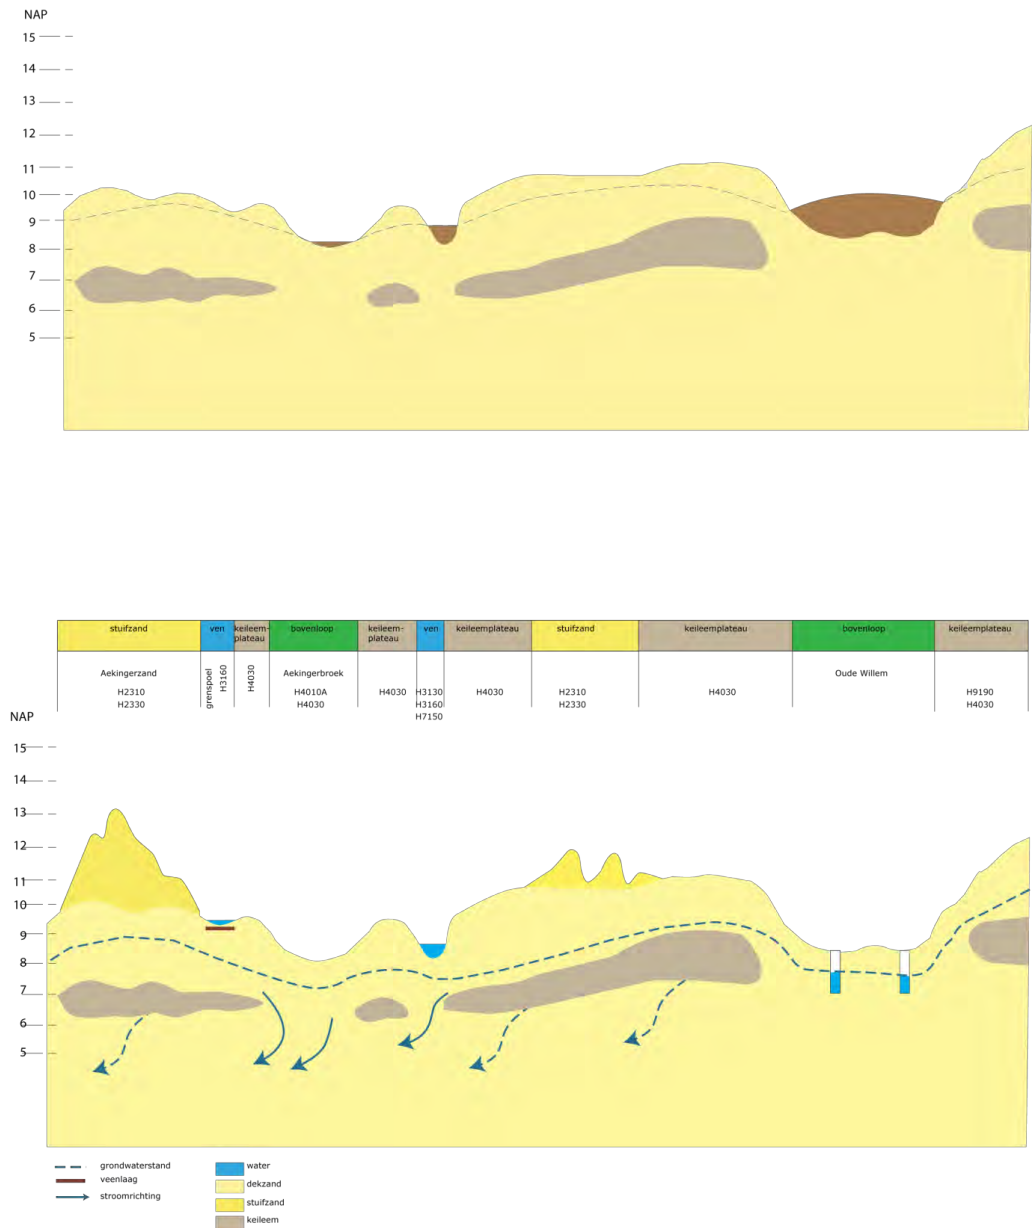 NAP
15
14
13
12
11
10
9
8
7
6
5
stuifzand
ven
keileem-
plateau
bovenloop
keileem-
plateau
ven
keileemplateau
stuifzand
keileemplateau
bovenloop
keileemplateau
Aekingerzand
H2310
H2330
grenspoel
H3160
H4030
Aekingerbroek
H4010A
H4030
H4030
H3130
H3160
H7150
H4030
H2310
H2330
H4030
Oude Willem
H9190
H4030
NAP
15
14
13
12
11
10
9
8
7
6
5
grondwaterstand
veenlaag
stroomrichting
water
dekzand
stuifzand
keileem